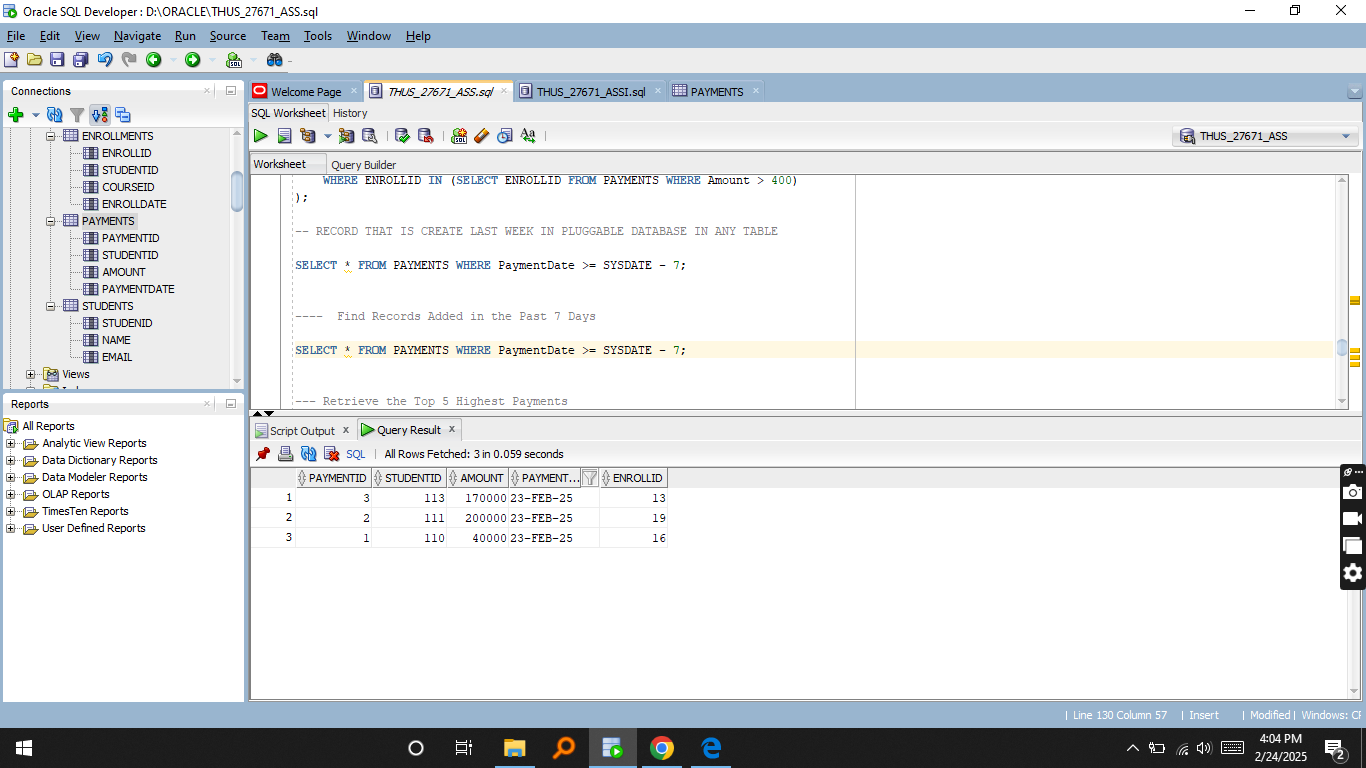 Oracle SQL Developer : D:\ORACLE\THUS_27671_ASS.sql
File Edit View Navigate Run Source Team Tools Window Help
Connections
ENROLLMENTS
ENROLLID
STUDENTID
COURSEID
ENROLLDATE
PAYMENTS
PAYMENTID
STUDENTID
AMOUNT
PAYMENTDATE
STUDENTS
STUDENID
NAME
EMAIL
Views
Reports
All Reports
Analytic View Reports
Data Dictionary Reports
Data Modeler Reports
OLAP Reports
TimesTen Reports
User Defined Reports
Welcome Page THUS_27671_ASS.sql THUS_27671_ASSI.sql PAYMENTS
SQL Worksheet History
THUS_27671_ASS
Worksheet Query Builder
WHERE ENROLLID IN (SELECT ENROLLID FROM PAYMENTS WHERE Amount > 400)
);
-- RECORD THAT IS CREATE LAST WEEK IN PLUGGABLE DATABASE IN ANY TABLE
SELECT * FROM PAYMENTS WHERE PaymentDate >= SYSDATE - 7;
---- Find Records Added in the Past 7 Days
SELECT * FROM PAYMENTS WHERE PaymentDate >= SYSDATE - 7;
--- Retrieve the Top 5 Highest Payments
Script Output Query Result
SQL All Rows Fetched: 3 in 0.059 seconds
PAYMENTID STUDENTID AMOUNT PAYMENT... ENROLLID
1 3 113 170000 23-FEB-25 13
2 2 111 200000 23-FEB-25 19
3 1 110 40000 23-FEB-25 16
Line 130 Column 57 Insert Modified Windows: CF
4:04 PM
2/24/2025
2